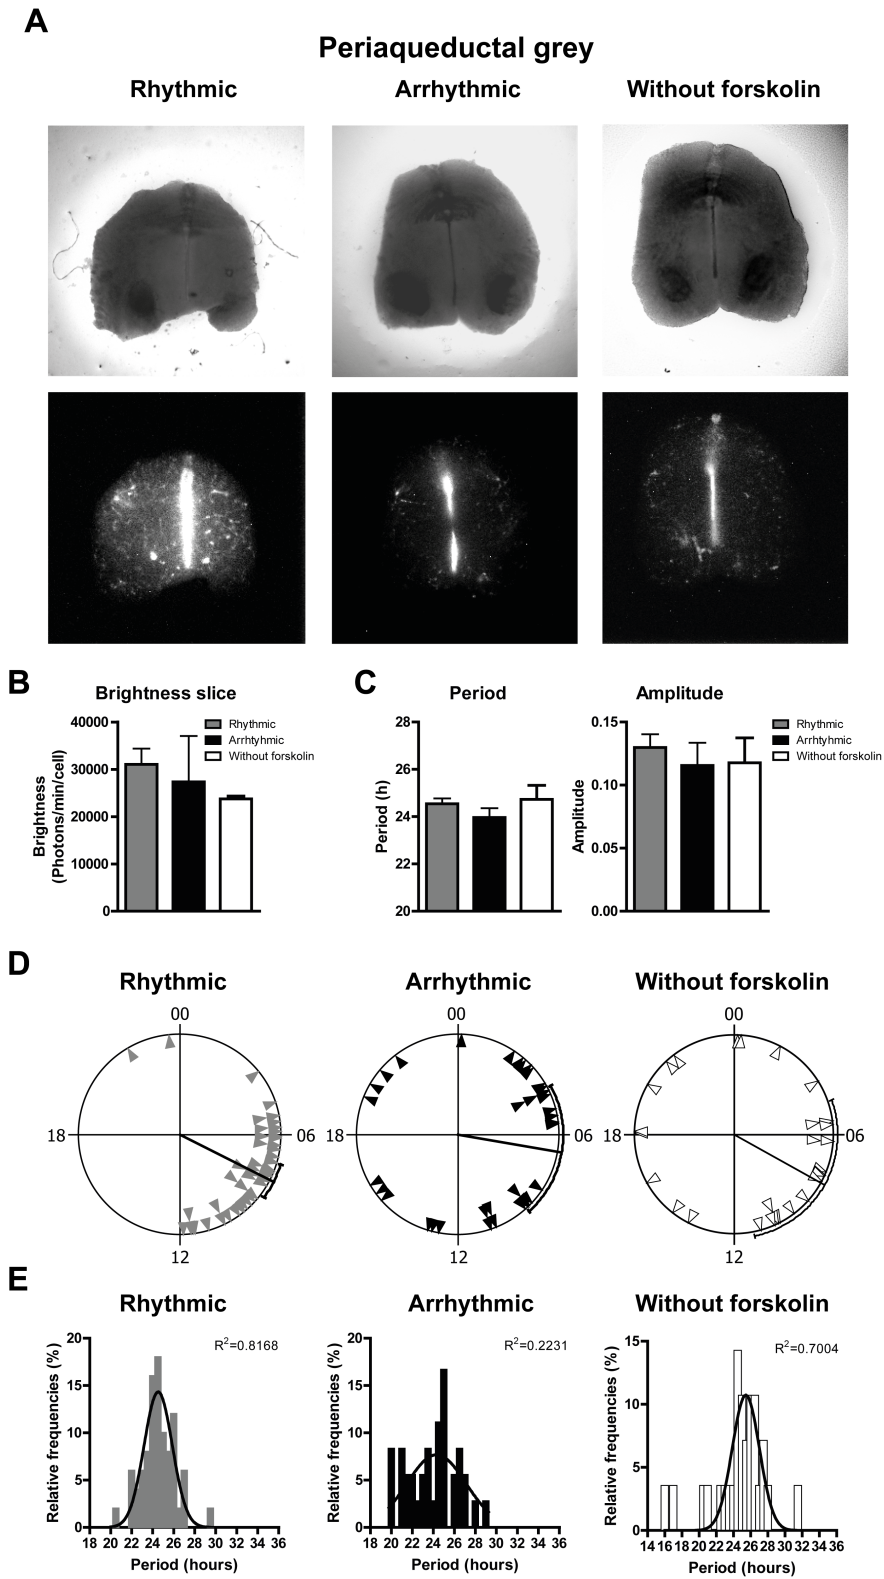 A
Periaqueductal grey
Rhythmic Arrhythmic Without forskolin
B
Brightness slice
Brightness
(Photons/min/cell)
40000
30000
20000
10000
0
Rhythmic
Arrhtyhmic
Without forskolin
C
Period
Period (h)
28
26
24
22
20
Amplitude
Amplitude
0.15
0.10
0.05
0.00
Rhythmic
Arrhtyhmic
Without forskolin
D
Rhythmic Arrhythmic Without forskolin
00 00 00
18 06 18 06 18 06
12 12 12
E
Rhythmic Arrhythmic Without forskolin
Relative frequencies (%)
20
15
10
5
0
R²=0.8168
18 20 22 24 26 28 30 32 34 36
Period (hours)
Relative frequencies (%)
20
15
10
5
0
R²=0.2231
18 20 22 24 26 28 30 32 34 36
Period (hours)
Relative frequencies (%)
15
10
5
0
R²=0.7004
14 16 18 20 22 24 26 28 30 32 34 36
Period (hours)